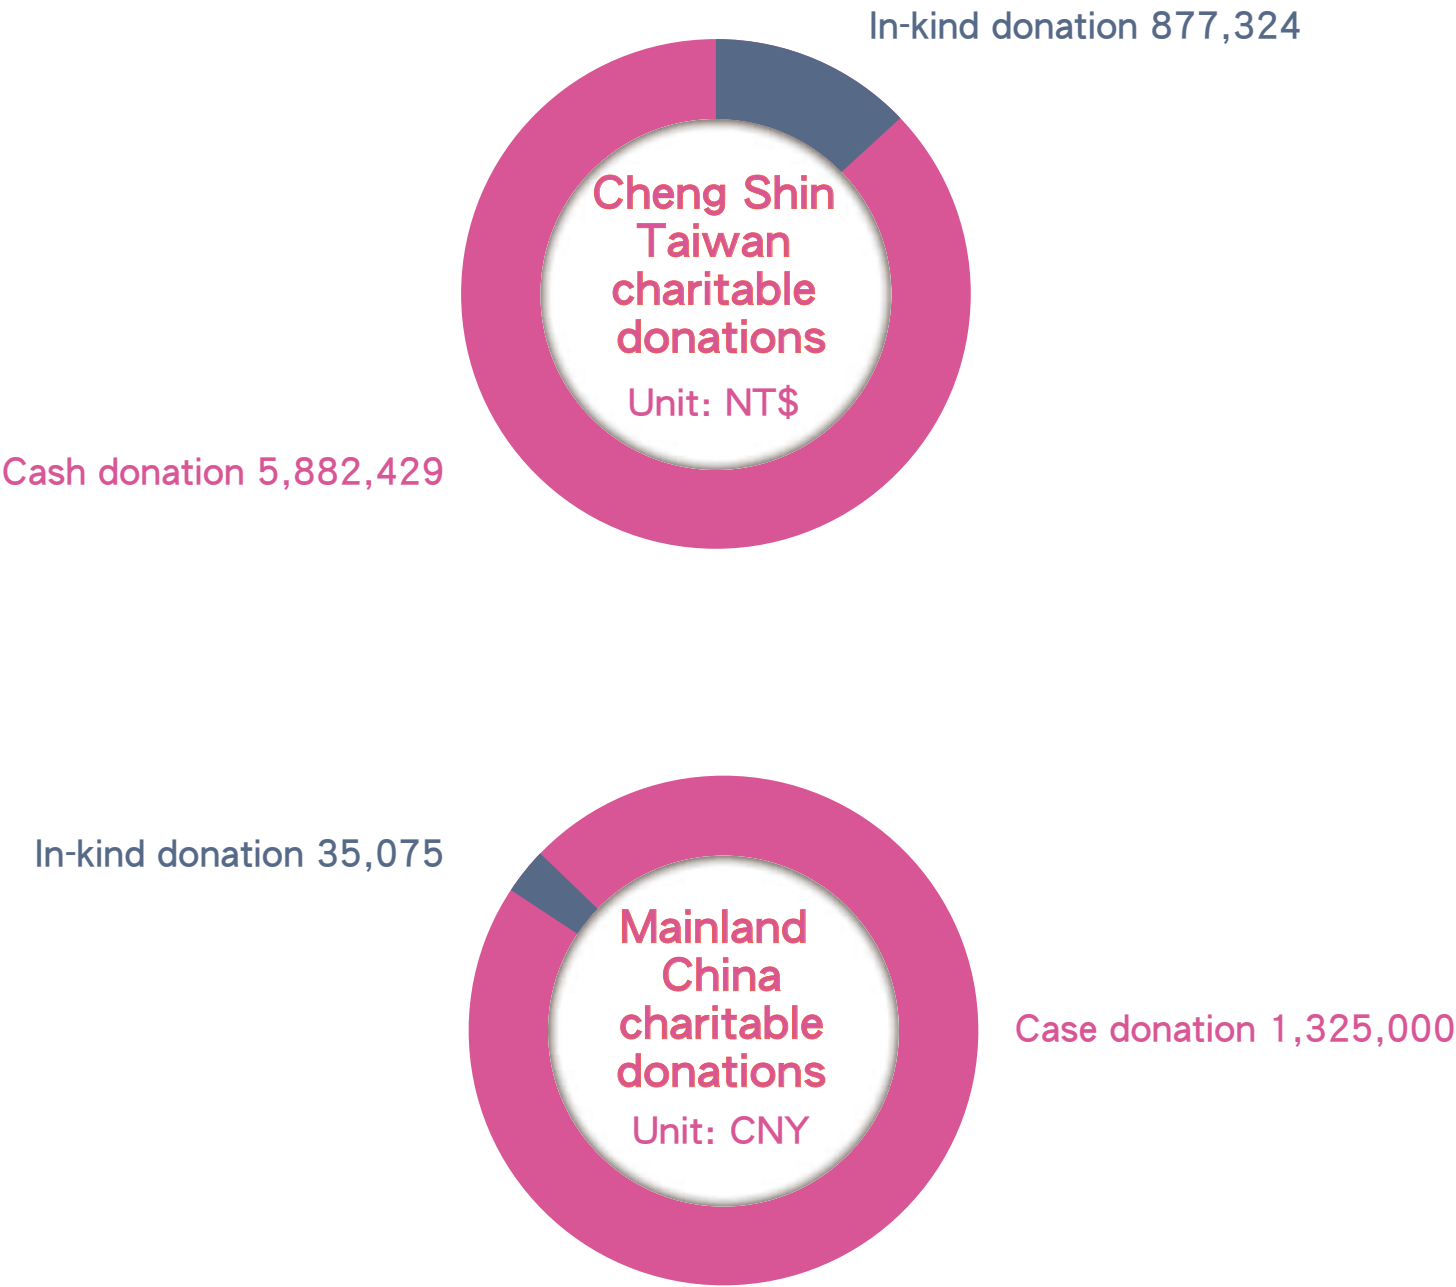 In-kind donation 877,324
Cheng Shin
Taiwan
charitable
donations
Unit: NT$
Cash donation 5,882,429
In-kind donation 35,075
Mainland
China
charitable
donations
Unit: CNY
Case donation 1,325,000